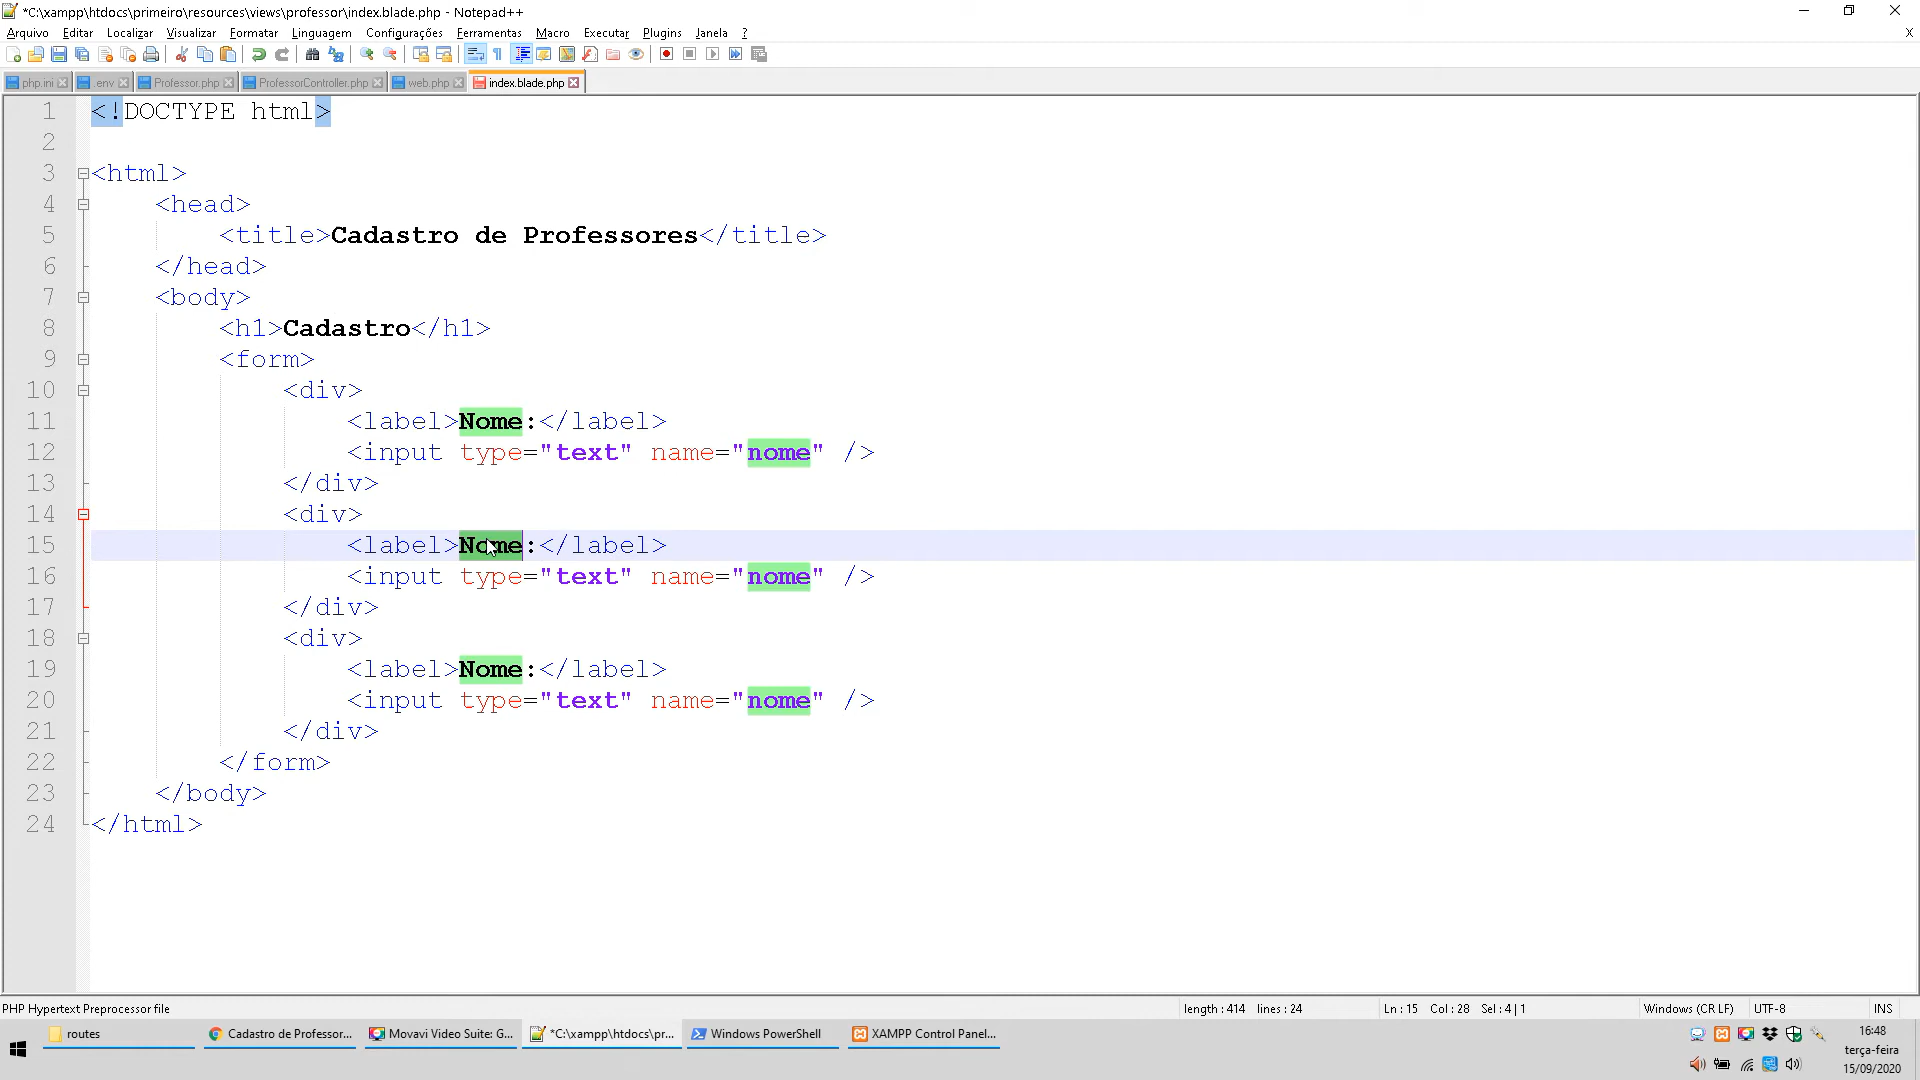 *C:\xampp\htdocs\primeiro\resources\views\professor\index.blade.php - Notepad++
Arquivo Editar Localizar Visualizar Formatar Linguagem Configurações Ferramentas Macro Executar Plugins Janela ? X
php.ini .env Professor.php ProfessorController.php web.php index.blade.php
1 <!DOCTYPE html>
2
3 <html>
4 <head>
5 <title>Cadastro de Professores</title>
6 </head>
7 <body>
8 <h1>Cadastro</h1>
9 <form>
10 <div>
11 <label>Nome:</label>
12 <input type="text" name="nome" />
13 </div>
14 <div>
15 <label>Nome:</label>
16 <input type="text" name="nome" />
17 </div>
18 <div>
19 <label>Nome:</label>
20 <input type="text" name="nome" />
21 </div>
22 </form>
23 </body>
24 </html>
PHP Hypertext Preprocessor file length : 414 lines : 24 Ln : 15 Col : 28 Sel : 4 | 1 Windows (CR LF) UTF-8 INS
routes Cadastro de Professor... Movavi Video Suite: G... *C:\xampp\htdocs\pr... Windows PowerShell XAMPP Control Panel...
16:48
terça-feira
15/09/2020